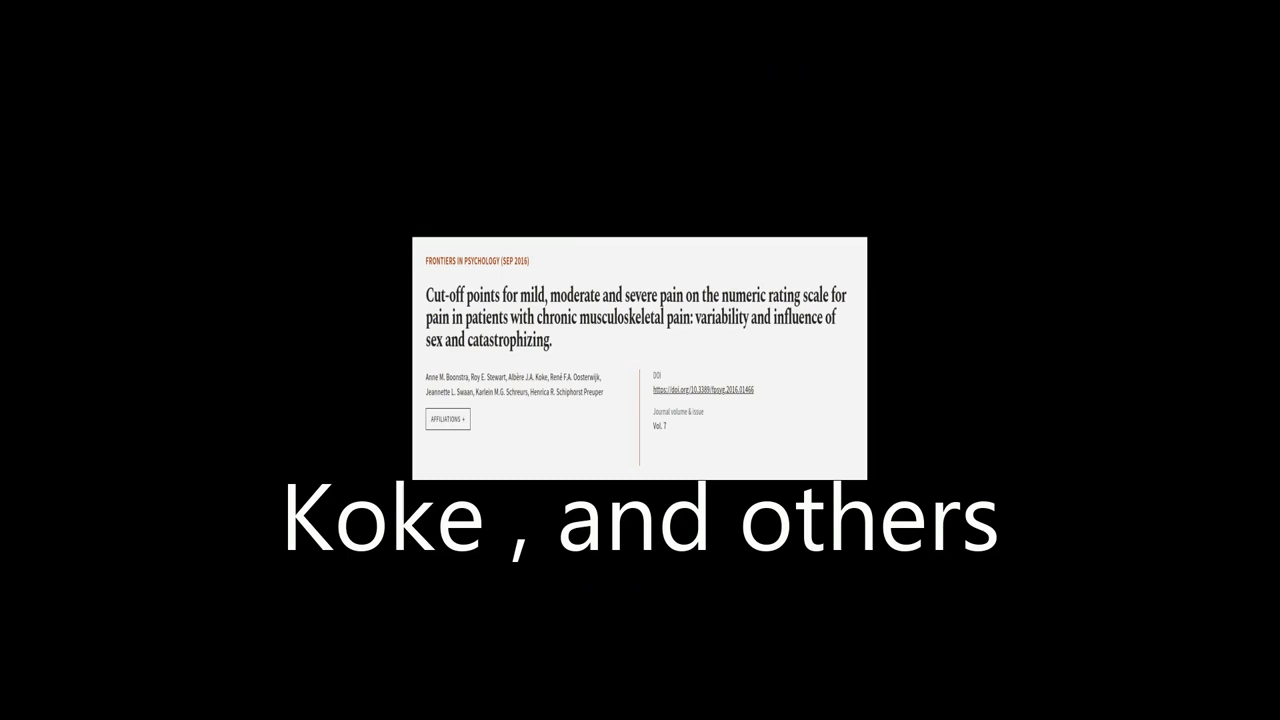 FRONTIERS IN PSYCHOLOGY (SEP 2016)
Cut-off points for mild, moderate and severe pain on the numeric rating scale for
pain in patients with chronic musculoskeletal pain: variability and influence of
sex and catastrophizing.
Anne M. Boonstra, Roy E. Stewart, Albère J.A. Koke, René F.A. Oosterwijk,
Jeannette L. Swaan, Karlein M.G. Schreurs, Henrica R. Schiphorst Preuper
AFFILIATIONS +
DOI
https://doi.org/10.3389/fpsyg.2016.01466
Journal volume & issue
Vol. 7
Koke , and others